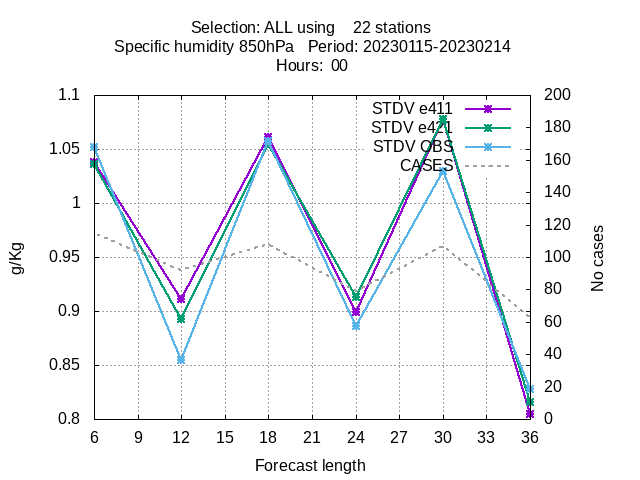 Selection: ALL using 22 stations
Specific humidity 850hPa Period: 20230115-20230214
Hours: 00
1.1
1.05
1
0.95
0.9
0.85
0.8
g/Kg
STDV e411
STDV e421
STDV OBS
CASES
200
180
160
140
120
100
80
60
40
20
0
No cases
6 9 12 15 18 21 24 27 30 33 36
Forecast length